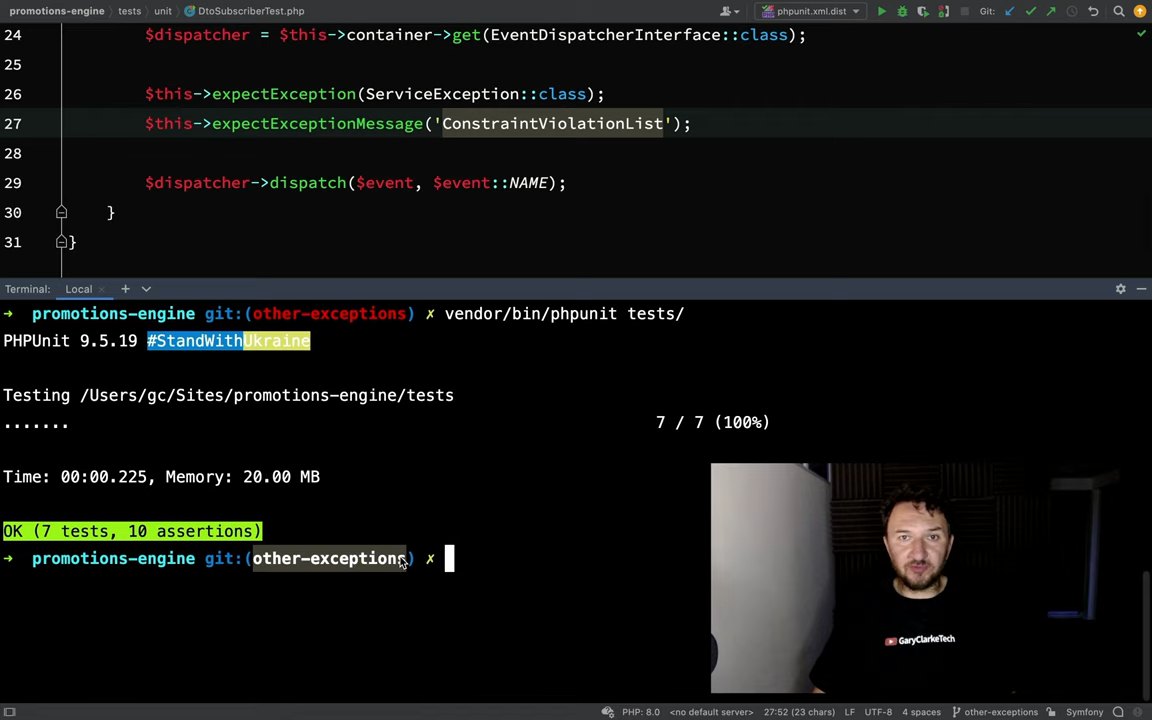 promotions-engine tests unit DtoSubscriberTest.php phpunit.xml.dist Git:
24 $dispatcher = $this->container->get(EventDispatcherInterface::class);
25
26 $this->expectException(ServiceException::class);
27 $this->expectExceptionMessage('ConstraintViolationList');
28
29 $dispatcher->dispatch($event, $event::NAME);
30 }
31 }
Terminal: Local × +
→ promotions-engine git:(other-exceptions) ✗ vendor/bin/phpunit tests/
PHPUnit 9.5.19 #StandWithUkraine
Testing /Users/gc/Sites/promotions-engine/tests
....... 7 / 7 (100%)
Time: 00:00.225, Memory: 20.00 MB
OK (7 tests, 10 assertions)
→ promotions-engine git:(other-exceptions) ✗
GaryClarkeTech
PHP: 8.0 <no default server> 27:52 (23 chars) LF UTF-8 4 spaces other-exceptions Symfony